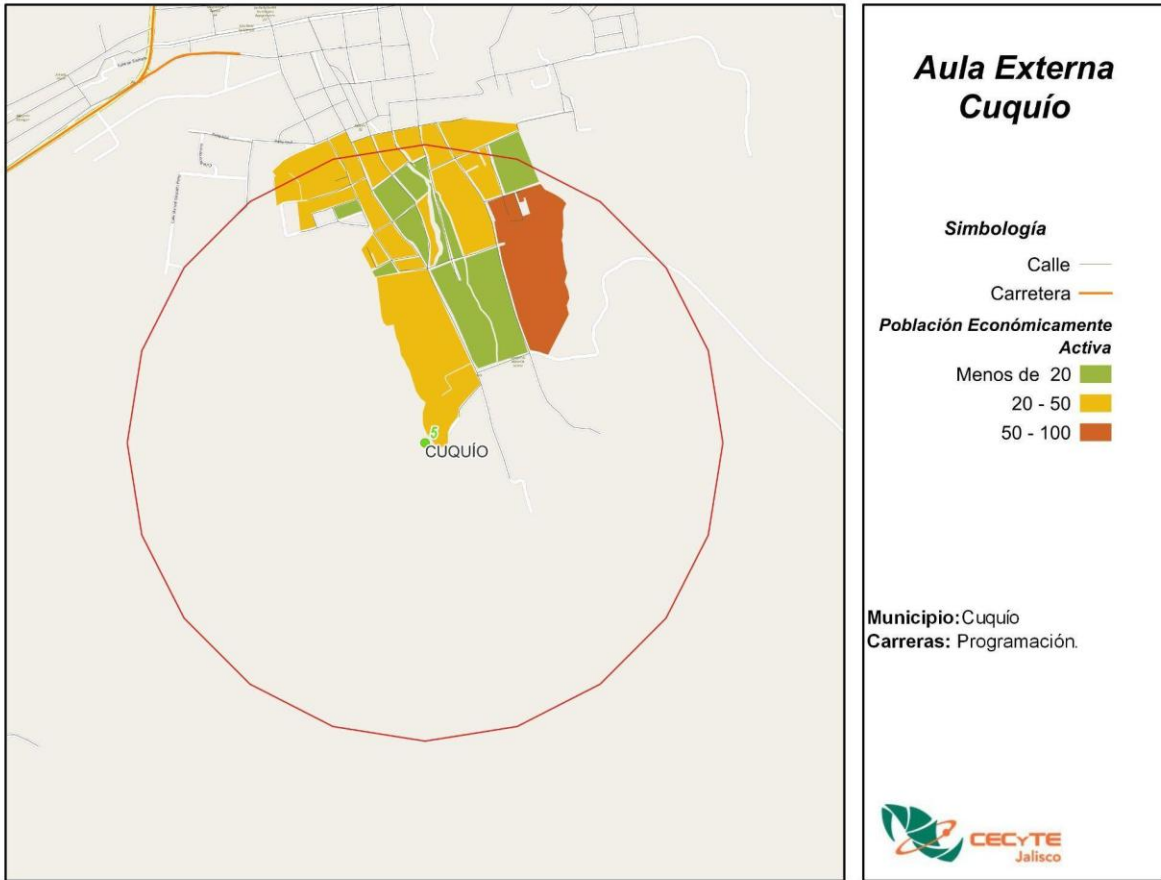 5
CUQUÍO
Aula Externa
Cuquío
Simbología
Calle
Carretera
Población Económicamente
Activa
Menos de 20
20 - 50
50 - 100
Municipio:Cuquío
Carreras: Programación.
CECyTE
Jalisco